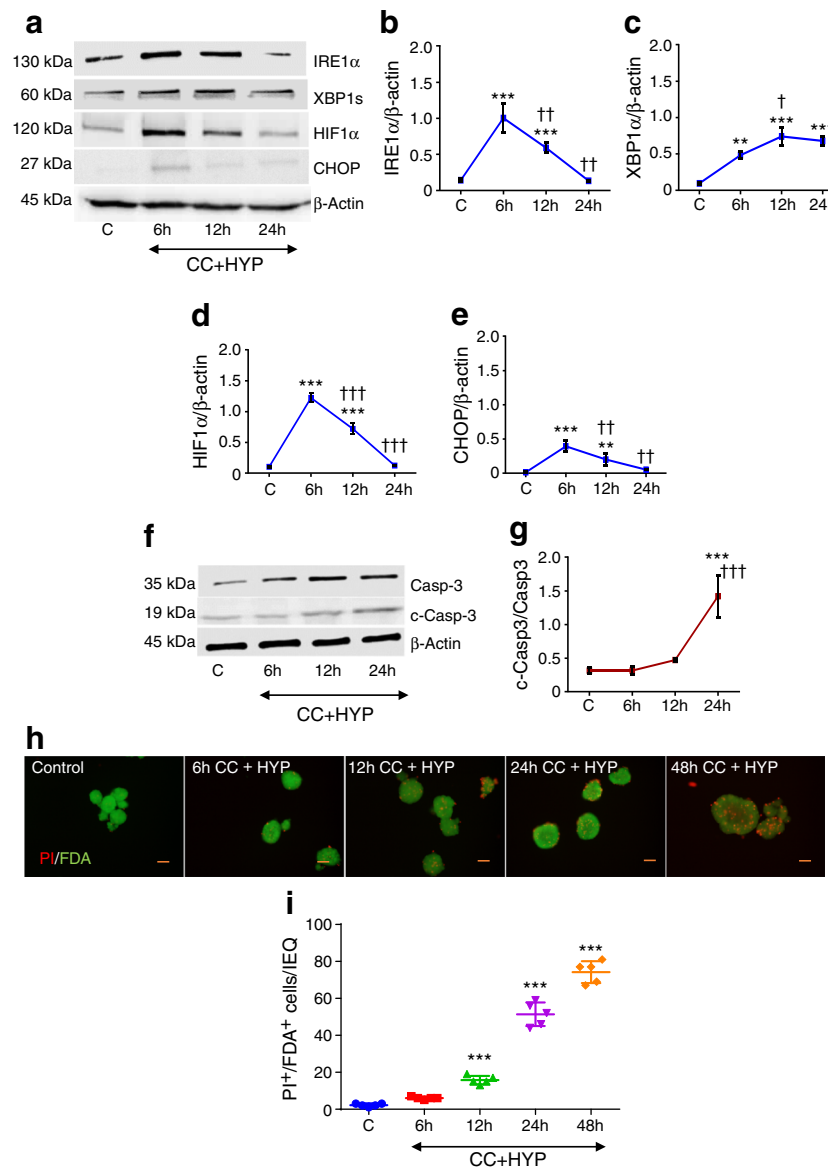 a
130 kDa IRE1α
60 kDa XBP1s
120 kDa HIF1α
27 kDa CHOP
45 kDa β-Actin
C 6h 12h 24h
CC+HYP
b
IRE1α/β-actin
2.0
1.5
1.0
0.5
0
***
††
***
††
C 6h 12h 24h
c
XBP1α/β-actin
2.0
1.5
1.0
0.5
0
**
†
***
***
C 6h 12h 24h
d
HIF1α/β-actin
2.0
1.5
1.0
0.5
0
***
†††
***
†††
C 6h 12h 24h
e
CHOP/β-actin
2.0
1.5
1.0
0.5
0
***
††
**
††
C 6h 12h 24h
f
35 kDa Casp-3
19 kDa c-Casp-3
45 kDa β-Actin
C 6h 12h 24h
CC+HYP
g
c-Casp3/Casp3
2.0
1.5
1.0
0.5
0
***
†††
C 6h 12h 24h
h
Control 6h CC + HYP 12h CC + HYP 24h CC + HYP 48h CC + HYP
PI/FDA
i
PI⁺/FDA⁺ cells/IEQ
100
80
60
40
20
0
***
***
***
C 6h 12h 24h 48h
CC+HYP